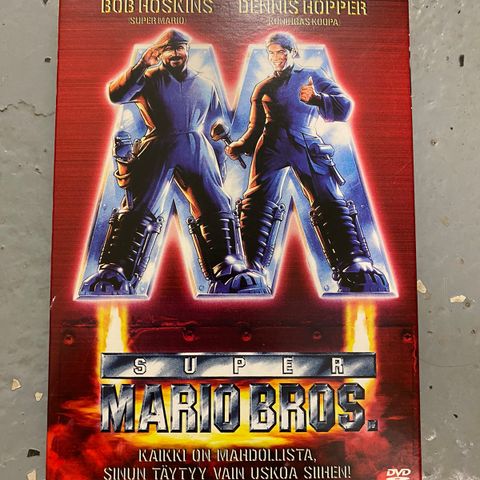 BOB HOSKINS DENNIS HOPPER
(SUPER MARIO) (KUNINGAS KOOPA)
SUPER
MARIO BROS.
KAIKKI ON MAHDOLLISTA,
SINUN TÄYTYY VAIN USKOA SIIHEN!
DVD